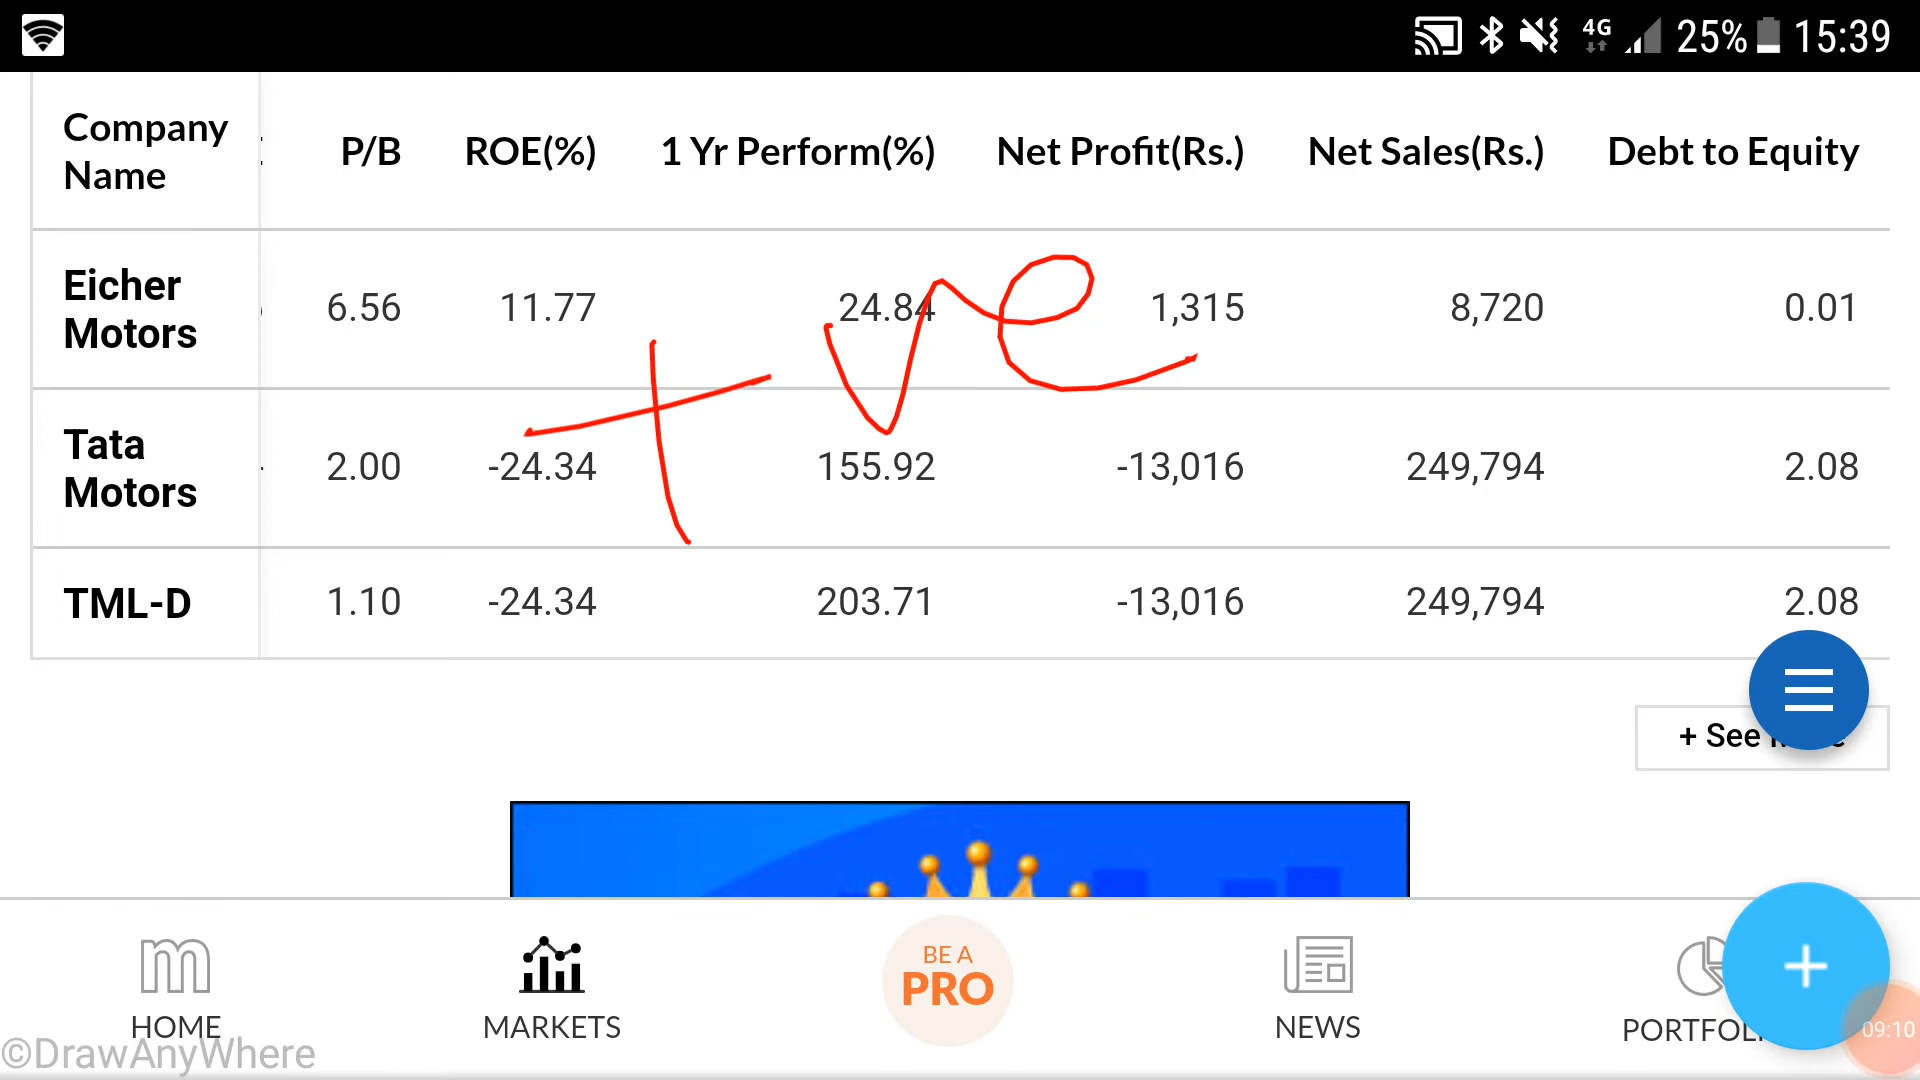 4G 25% 15:39
Company Name P/B ROE(%) 1 Yr Perform(%) Net Profit(Rs.) Net Sales(Rs.) Debt to Equity
Eicher Motors 6.56 11.77 24.84 1,315 8,720 0.01
+ve
Tata Motors 2.00 -24.34 155.92 -13,016 249,794 2.08
TML-D 1.10 -24.34 203.71 -13,016 249,794 2.08
+ See
BE A
PRO
HOME MARKETS NEWS
09:10
©DrawAnyWhere